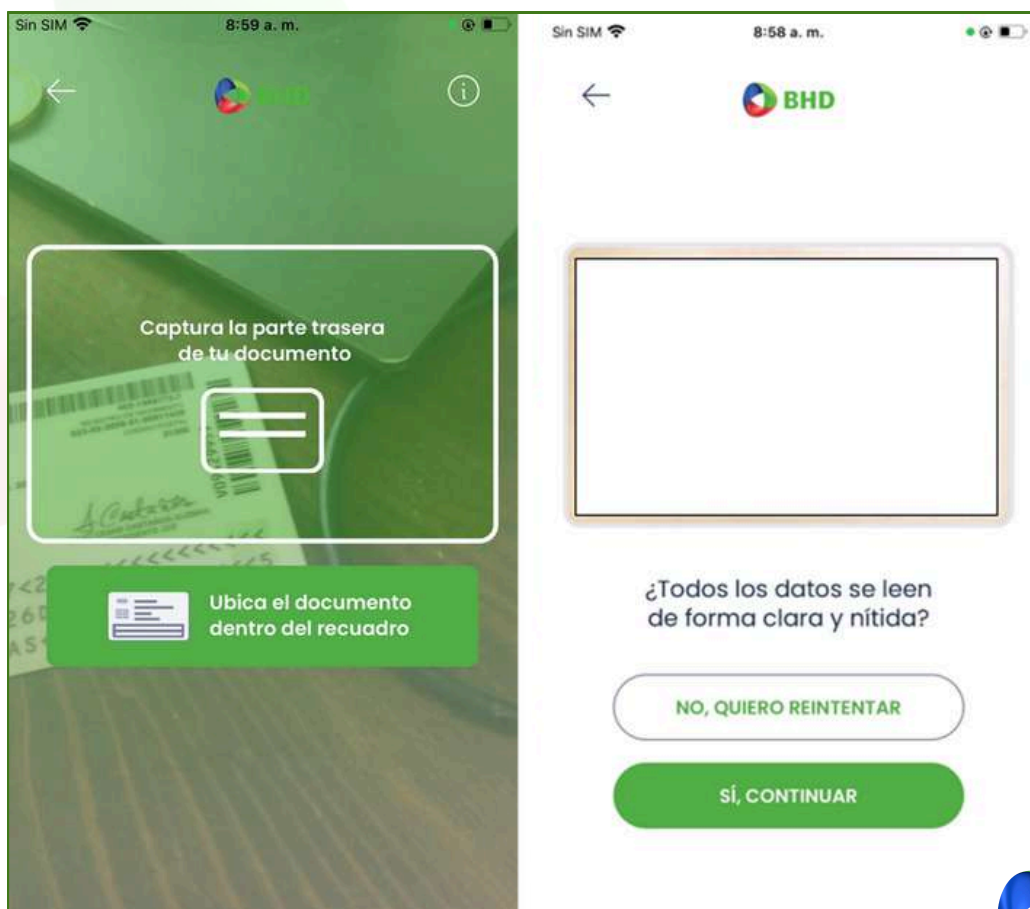 Sin SIM
8:59 a. m.
BHD
Captura la parte trasera
de tu documento
Ubica el documento
dentro del recuadro
Sin SIM
8:58 a. m.
BHD
¿Todos los datos se leen
de forma clara y nítida?
NO, QUIERO REINTENTAR
SÍ, CONTINUAR